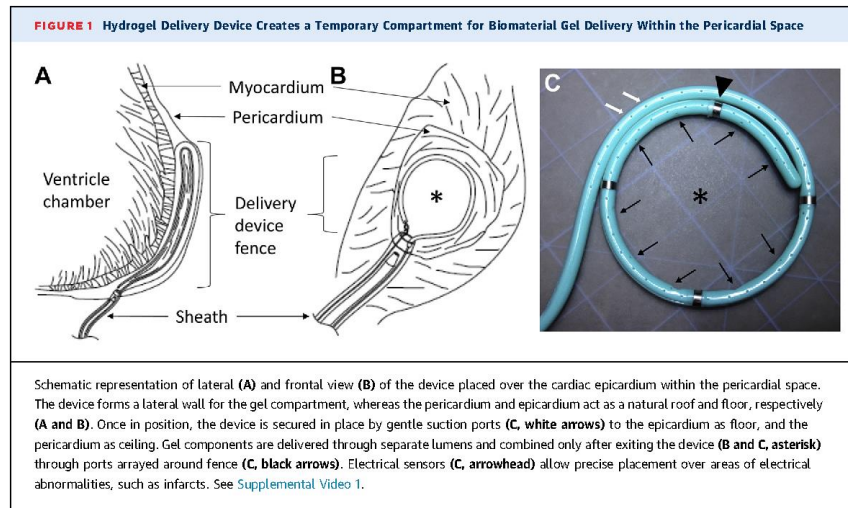 FIGURE 1 Hydrogel Delivery Device Creates a Temporary Compartment for Biomaterial Gel Delivery Within the Pericardial Space
A
B
C
Myocardium
Pericardium
Ventricle
chamber
Delivery
device
fence
*
*
Sheath
Schematic representation of lateral (A) and frontal view (B) of the device placed over the cardiac epicardium within the pericardial space.
The device forms a lateral wall for the gel compartment, whereas the pericardium and epicardium act as a natural roof and floor, respectively
(A and B). Once in position, the device is secured in place by gentle suction ports (C, white arrows) to the epicardium as floor, and the
pericardium as ceiling. Gel components are delivered through separate lumens and combined only after exiting the device (B and C, asterisk)
through ports arrayed around fence (C, black arrows). Electrical sensors (C, arrowhead) allow precise placement over areas of electrical
abnormalities, such as infarcts. See Supplemental Video 1.